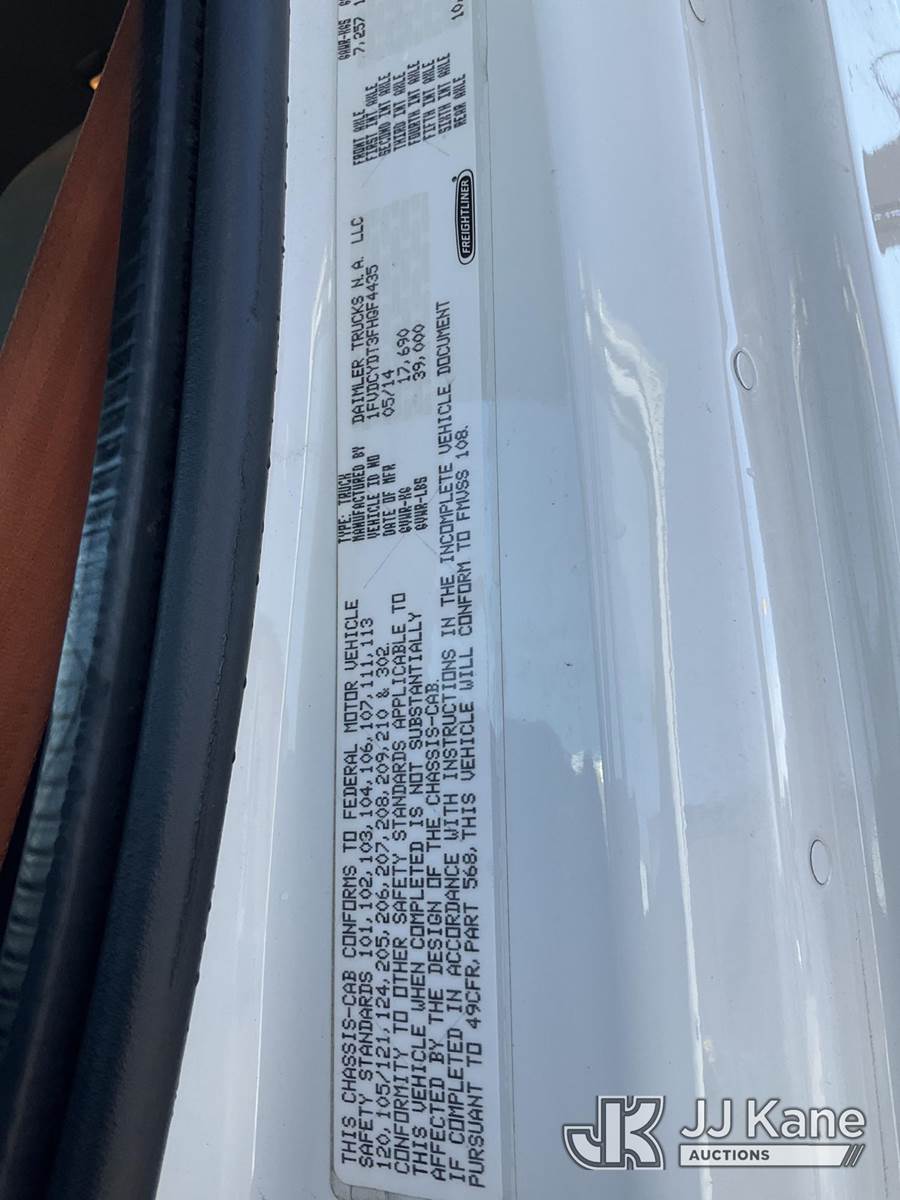 THIS CHASSIS-CAB CONFORMS TO FEDERAL MOTOR VEHICLE
SAFETY STANDARDS 101, 102, 103, 104, 106, 107, 111, 113
120, 105/121, 124, 205, 206, 207, 208, 209, 210 & 302.
CONFORMITY TO OTHER SAFETY STANDARDS APPLICABLE TO
THIS VEHICLE WHEN COMPLETED IS NOT SUBSTANTIALLY
AFFECTED BY THE DESIGN OF THE CHASSIS-CAB.
IF COMPLETED IN ACCORDANCE WITH INSTRUCTIONS IN THE INCOMPLETE VEHICLE DOCUMENT
PURSUANT TO 49CFR, PART 568, THIS VEHICLE WILL CONFORM TO FMVSS 108.
TYPE: TRUCK
MANUFACTURED BY DAIMLER TRUCKS N.A. LLC
VEHICLE ID NO 1FVDCYDT3FHGF4435
DATE OF MFR 05/14
GVWR-KG 17,690
GVWR-LBS 39,000
FREIGHTLINER
GAWR-KGS
FRONT AXLE 7,257
FIRST INT AXLE
SECOND INT AXLE
THIRD INT AXLE
FOURTH INT AXLE
FIFTH INT AXLE
SIXTH INT AXLE
REAR AXLE 10,
JK JJ Kane
AUCTIONS